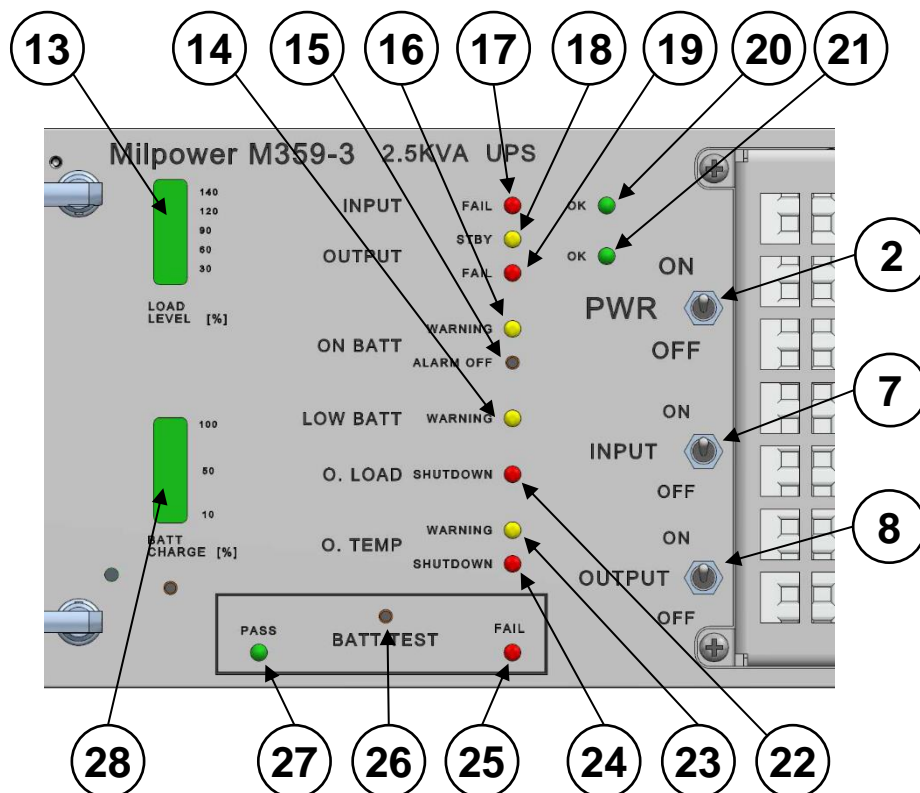 13 14 15 16 17 18 19 20 21
Milpower M359-3 2.5KVA UPS
140
120
90
60
30
LOAD
LEVEL [%]
INPUT FAIL OK
STBY
OUTPUT OK
FAIL
ON BATT WARNING
ALARM OFF
LOW BATT WARNING
O. LOAD SHUTDOWN
O. TEMP WARNING
SHUTDOWN
100
50
10
BATT
CHARGE [%]
ON
PWR
OFF
2
ON
INPUT
OFF
7
ON
OUTPUT
OFF
8
PASS FAIL
BATT TEST
28 27 26 25 24 23 22